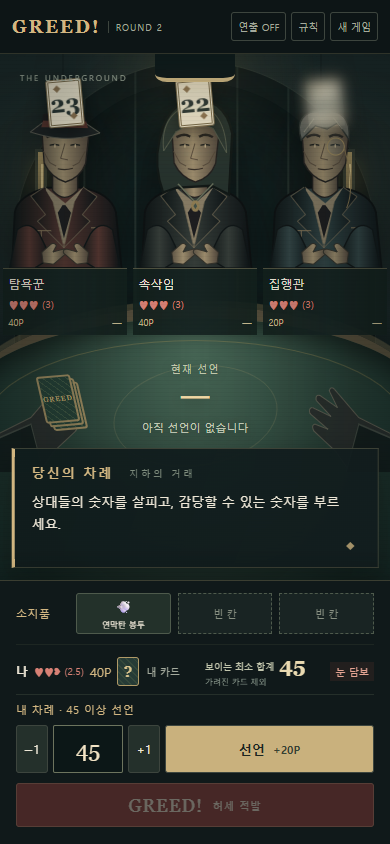 GREED! ROUND 2 연출 OFF 규칙 새 게임
THE UNDERGROUND
23 22
탐욕꾼 속삭임 집행관
♥♥♥ (3) ♥♥♥ (3) ♥♥♥ (3)
40P — 40P — 20P —
현재 선언
—
GREED
아직 선언이 없습니다
당신의 차례 지하의 거래
상대들의 숫자를 살피고, 감당할 수 있는 숫자를 부르
세요.
소지품 연막탄 봉투 빈 칸 빈 칸
나 (2.5) 40P ? 내 카드 보이는 최소 합계 45 눈 담보
가려진 카드 제외
내 차례 · 45 이상 선언
−1 45 +1 선언 +20P
GREED! 허세 적발